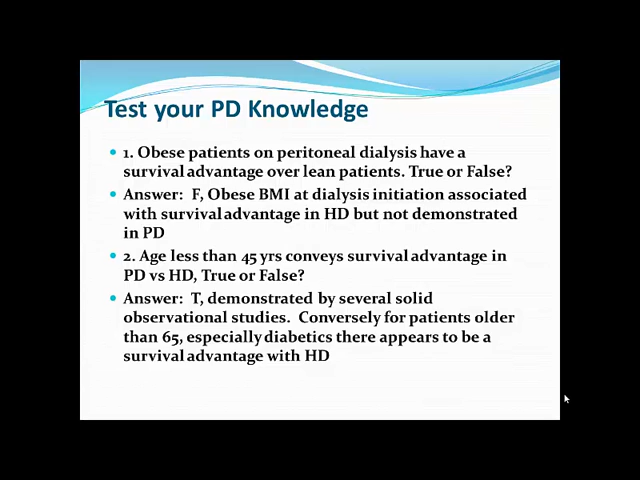 Test your PD Knowledge
• 1. Obese patients on peritoneal dialysis have a
survival advantage over lean patients. True or False?
• Answer: F, Obese BMI at dialysis initiation associated
with survival advantage in HD but not demonstrated
in PD
• 2. Age less than 45 yrs conveys survival advantage in
PD vs HD, True or False?
• Answer: T, demonstrated by several solid
observational studies. Conversely for patients older
than 65, especially diabetics there appears to be a
survival advantage with HD